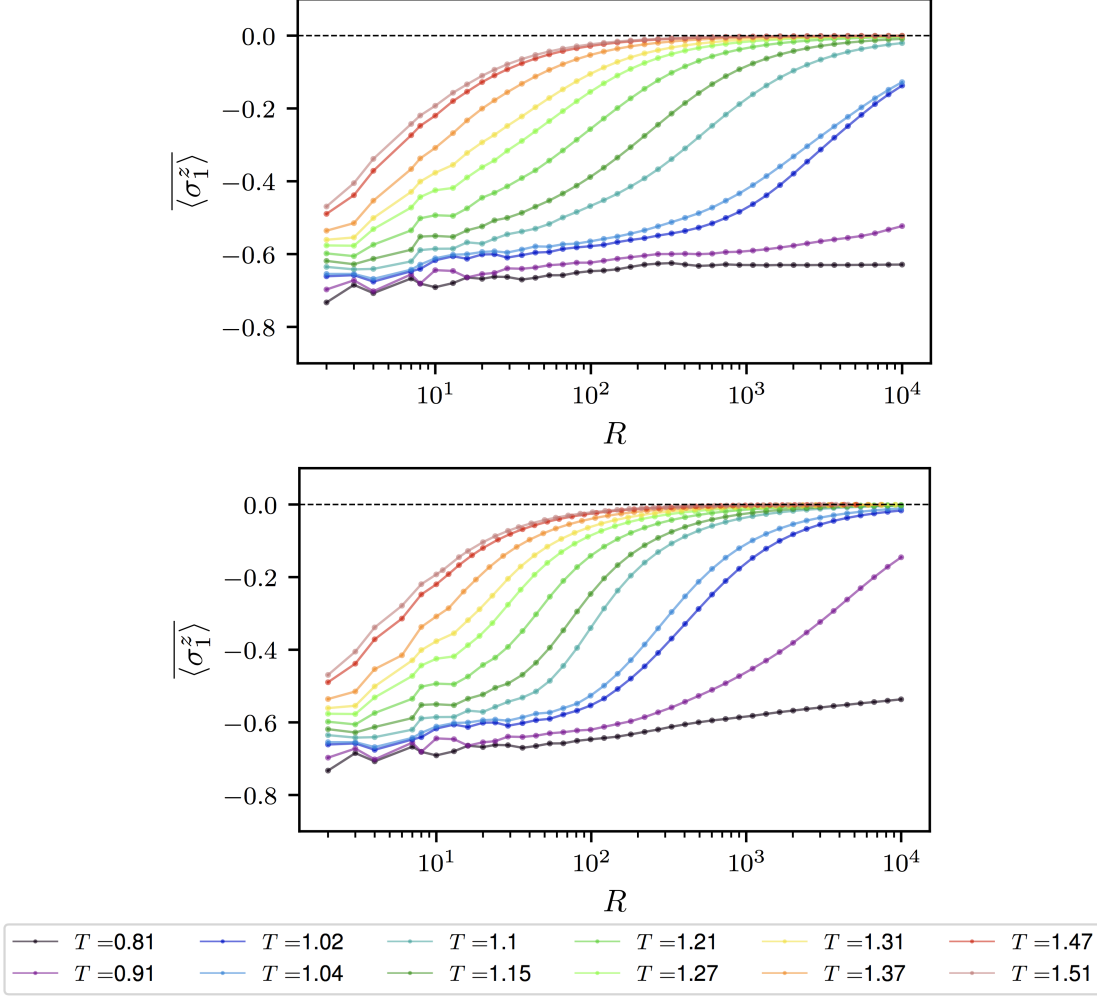 0.0
−0.2
−0.4
−0.6
−0.8
⟨σ₁ᶻ⟩
10¹ 10² 10³ 10⁴
R
0.0
−0.2
−0.4
−0.6
−0.8
⟨σ₁ᶻ⟩
10¹ 10² 10³ 10⁴
R
T =0.81 T =1.02 T =1.1 T =1.21 T =1.31 T =1.47
T =0.91 T =1.04 T =1.15 T =1.27 T =1.37 T =1.51